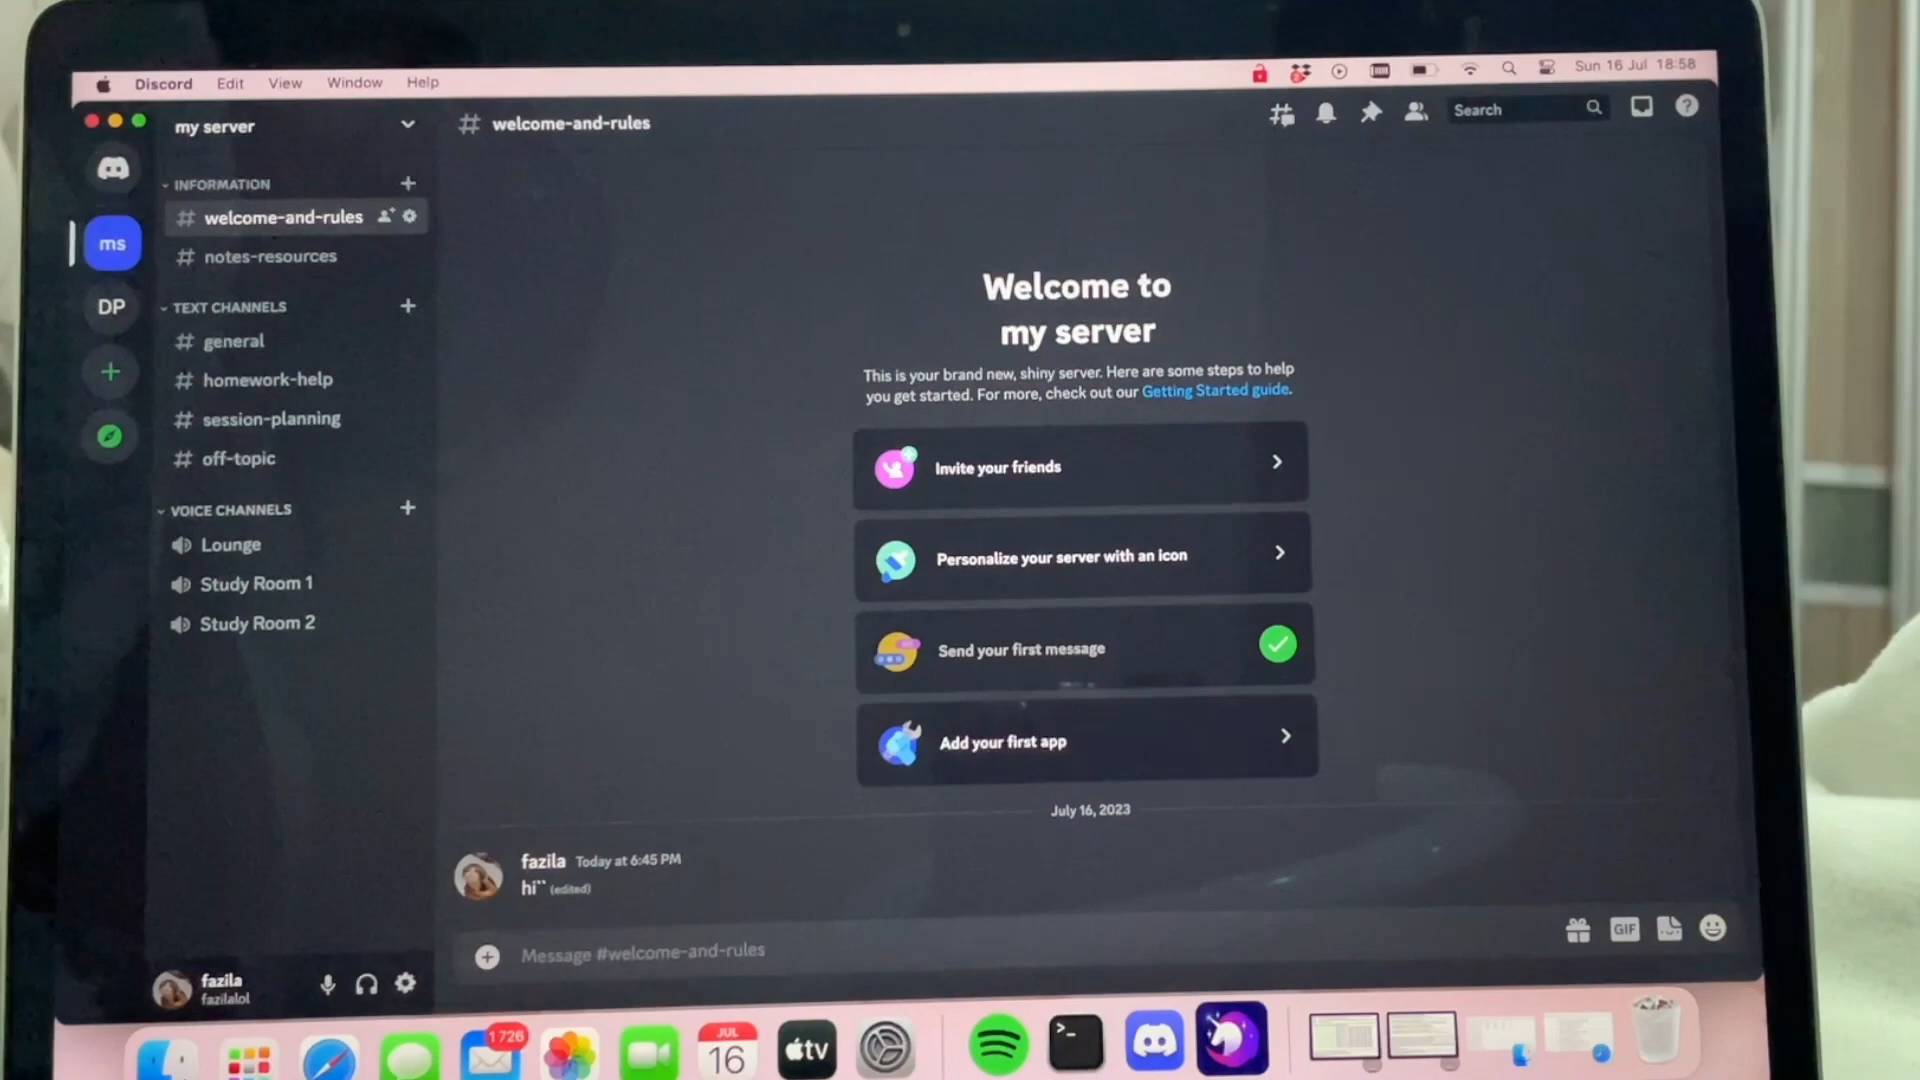 Discord Edit View Window Help
Sun 16 Jul 18:58
my server
# welcome-and-rules
Search
INFORMATION
# welcome-and-rules
# notes-resources
ms
DP
TEXT CHANNELS
# general
# homework-help
# session-planning
# off-topic
VOICE CHANNELS
Lounge
Study Room 1
Study Room 2
Welcome to
my server
This is your brand new, shiny server. Here are some steps to help
you get started. For more, check out our Getting Started guide.
Invite your friends
Personalize your server with an icon
Send your first message
Add your first app
July 16, 2023
fazila Today at 6:45 PM
hi`` (edited)
Message #welcome-and-rules
GIF
fazila
fazilalol
1726
JUL
16
tv
>_